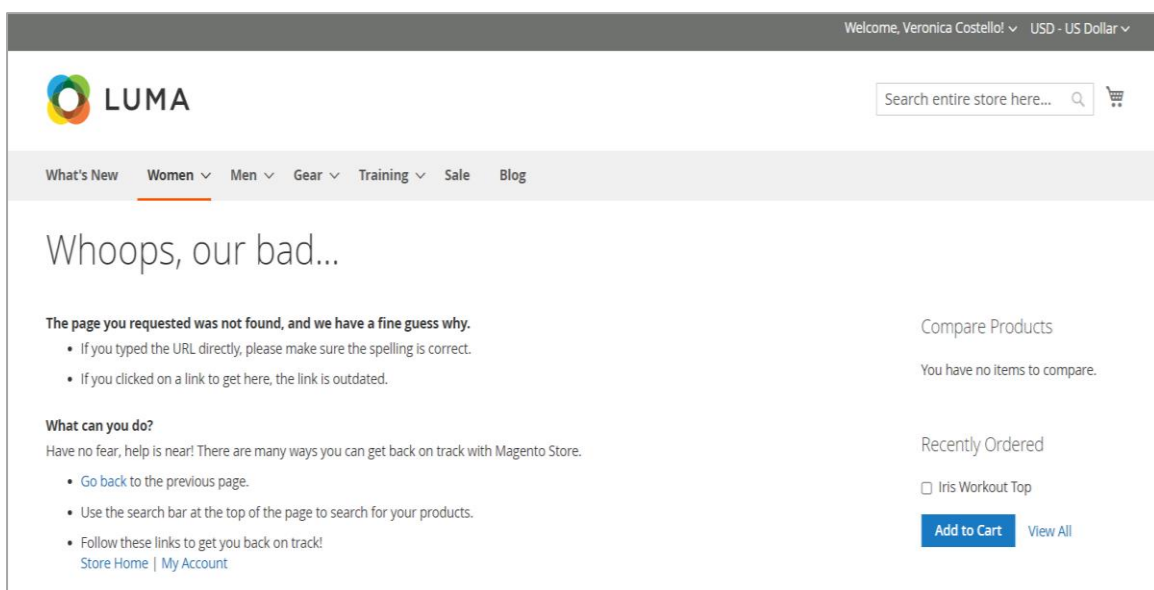 Welcome, Veronica Costello! USD - US Dollar
LUMA
Search entire store here...
What's New Women Men Gear Training Sale Blog
Whoops, our bad...
The page you requested was not found, and we have a fine guess why.
• If you typed the URL directly, please make sure the spelling is correct.
• If you clicked on a link to get here, the link is outdated.
What can you do?
Have no fear, help is near! There are many ways you can get back on track with Magento Store.
• Go back to the previous page.
• Use the search bar at the top of the page to search for your products.
• Follow these links to get you back on track!
Store Home | My Account
Compare Products
You have no items to compare.
Recently Ordered
Iris Workout Top
Add to Cart View All